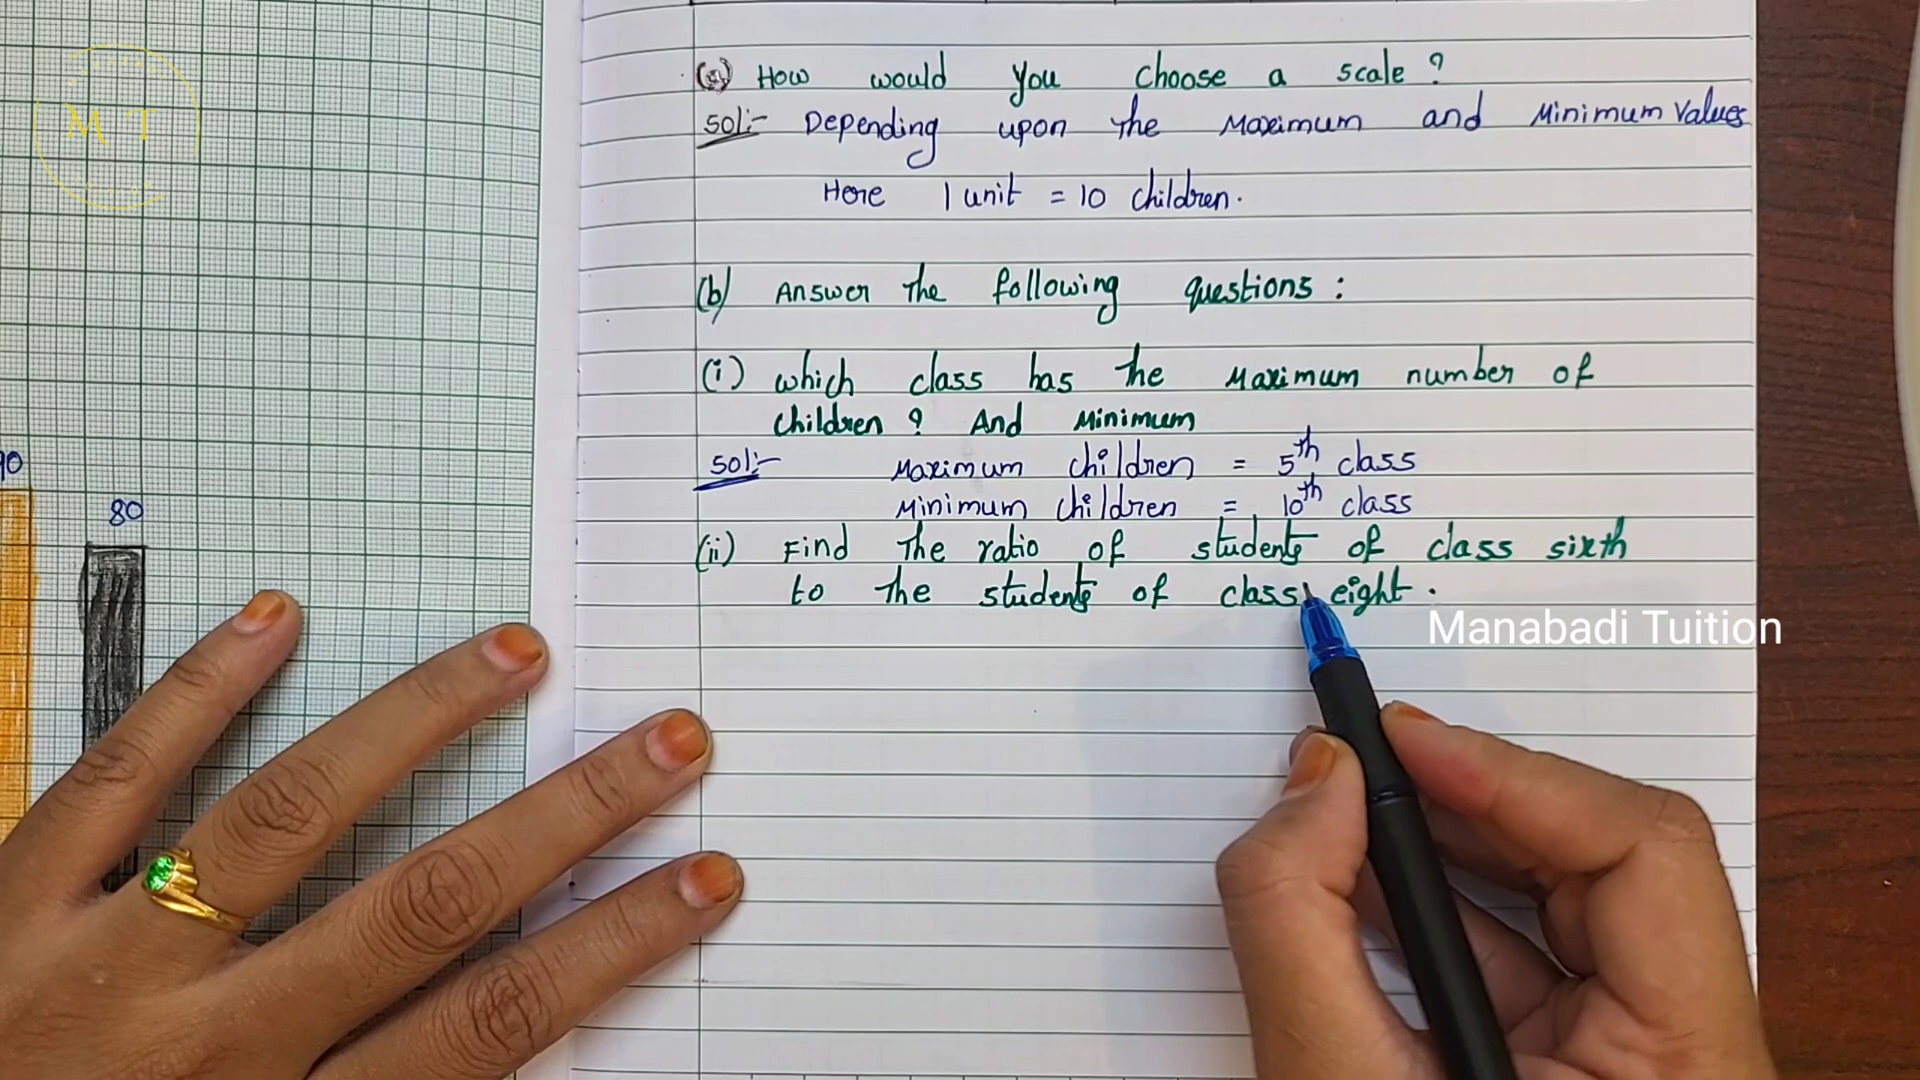 M T
90
80
(a) How would you choose a scale ?
Sol:- Depending upon the Maximum and Minimum Values
Here 1 unit = 10 children.
(b) Answer the following questions :
(i) which class has the Maximum number of
children ? And Minimum
Sol:- Maximum children = 5th class
Minimum children = 10th class
(ii) Find the ratio of students of class sixth
to the students of class eight .
Manabadi Tuition